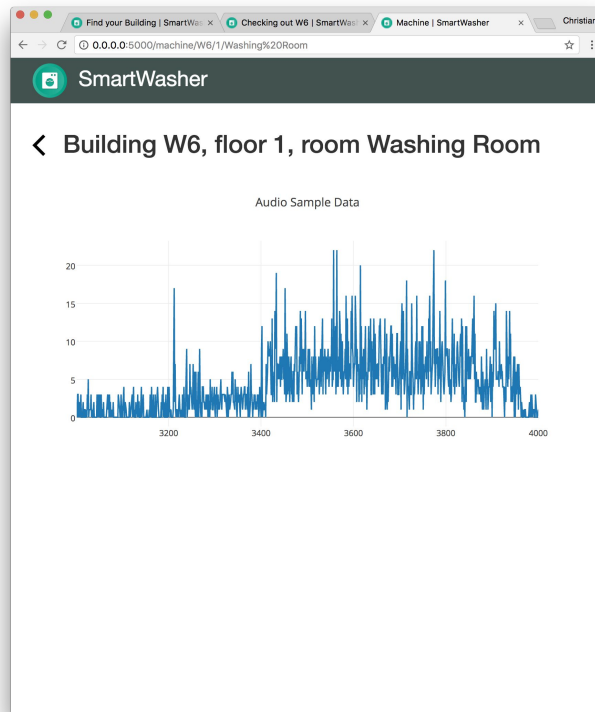 Find your Building | SmartWas
Checking out W6 | SmartWash
Machine | SmartWasher
Christian
0.0.0.0:5000/machine/W6/1/Washing%20Room
SmartWasher
Building W6, floor 1, room Washing Room
Audio Sample Data
20
15
10
5
0
3200 3400 3600 3800 4000